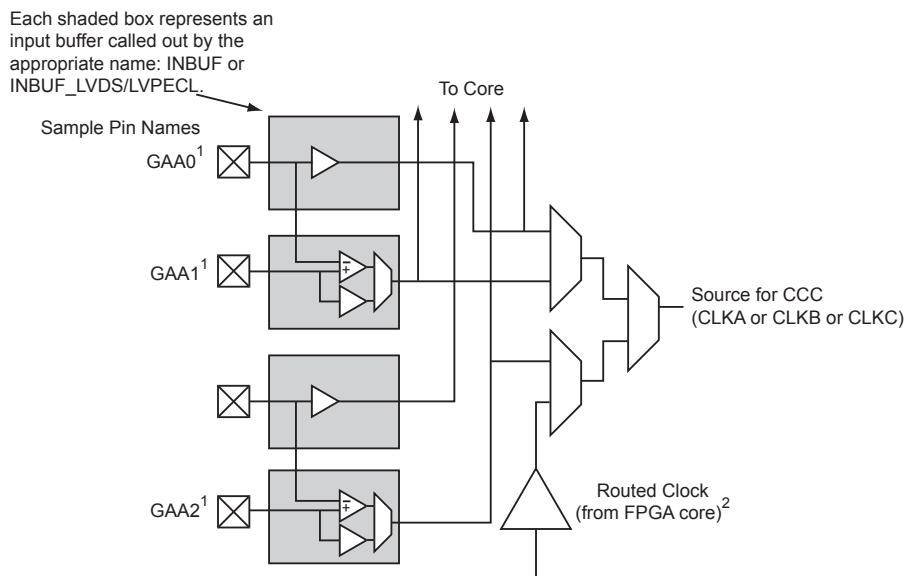 Each shaded box represents an
input buffer called out by the
appropriate name: INBUF or
INBUF_LVDS/LVPECL.
To Core
Sample Pin Names
GAA0¹
GAA1¹
− +
Source for CCC
(CLKA or CLKB or CLKC)
GAA2¹
− +
Routed Clock
(from FPGA core)²